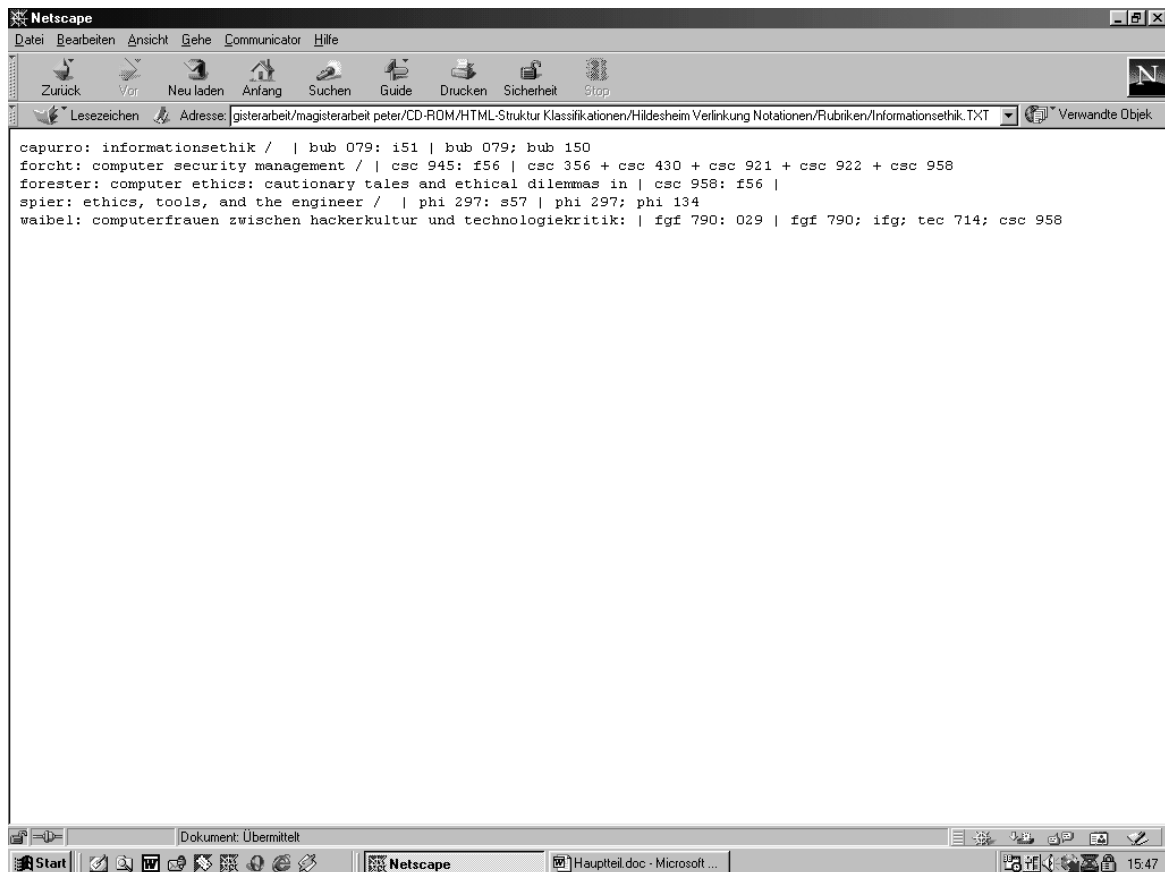 Netscape
Datei Bearbeiten Ansicht Gehe Communicator Hilfe
Zurück Vor Neu laden Anfang Suchen Guide Drucken Sicherheit Stop
N
Lesezeichen Adresse: gisterarbeit/magisterarbeit peter/CD-ROM/HTML-Struktur Klassifikationen/Hildesheim Verlinkung Notationen/Rubriken/Informationsethik.TXT Verwandte Objek
capurro: informationsethik / | bub 079: i51 | bub 079; bub 150
forcht: computer security management / | csc 945: f56 | csc 356 + csc 430 + csc 921 + csc 922 + csc 958
forester: computer ethics: cautionary tales and ethical dilemmas in | csc 958: f56 |
spier: ethics, tools, and the engineer / | phi 297: s57 | phi 297; phi 134
waibel: computerfrauen zwischen hackerkultur und technologiekritik: | fgf 790: 029 | fgf 790; ifg; tec 714; csc 958
Dokument: Übermittelt
Start Netscape Hauptteil.doc - Microsoft ... 15:47